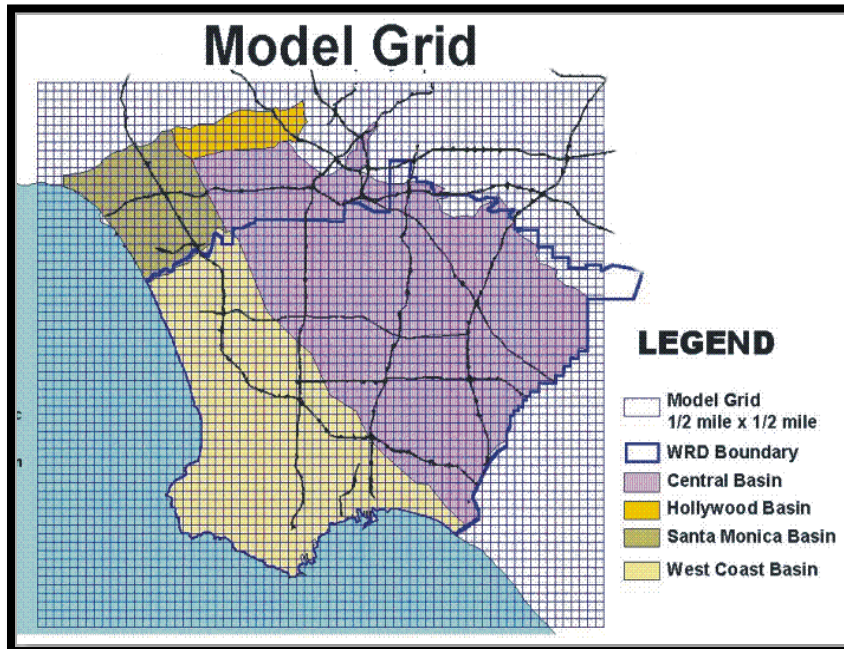 Model Grid
LEGEND
Model Grid
1/2 mile x 1/2 mile
WRD Boundary
Central Basin
Hollywood Basin
Santa Monica Basin
West Coast Basin